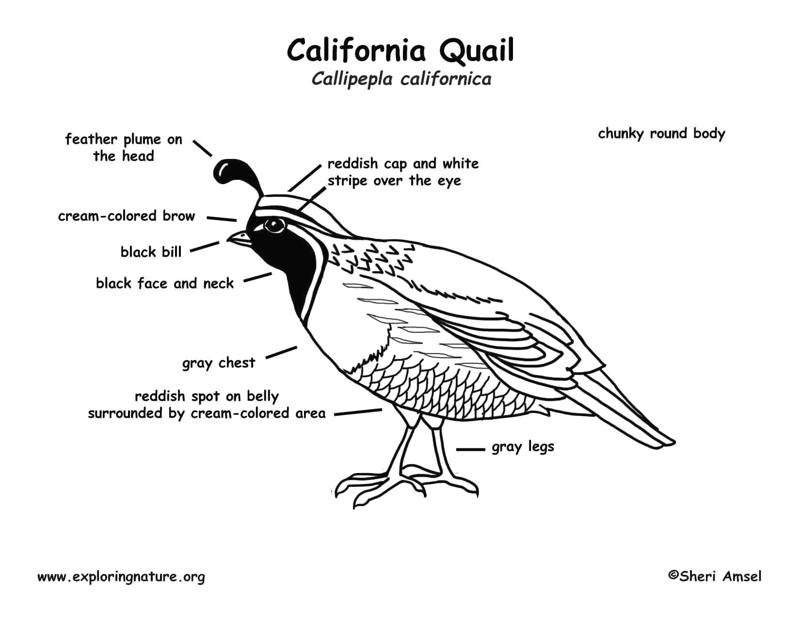 California Quail
Callipepla californica
feather plume on
the head
chunky round body
reddish cap and white
stripe over the eye
cream-colored brow
black bill
black face and neck
gray chest
reddish spot on belly
surrounded by cream-colored area
gray legs
www.exploringnature.org
©Sheri Amsel